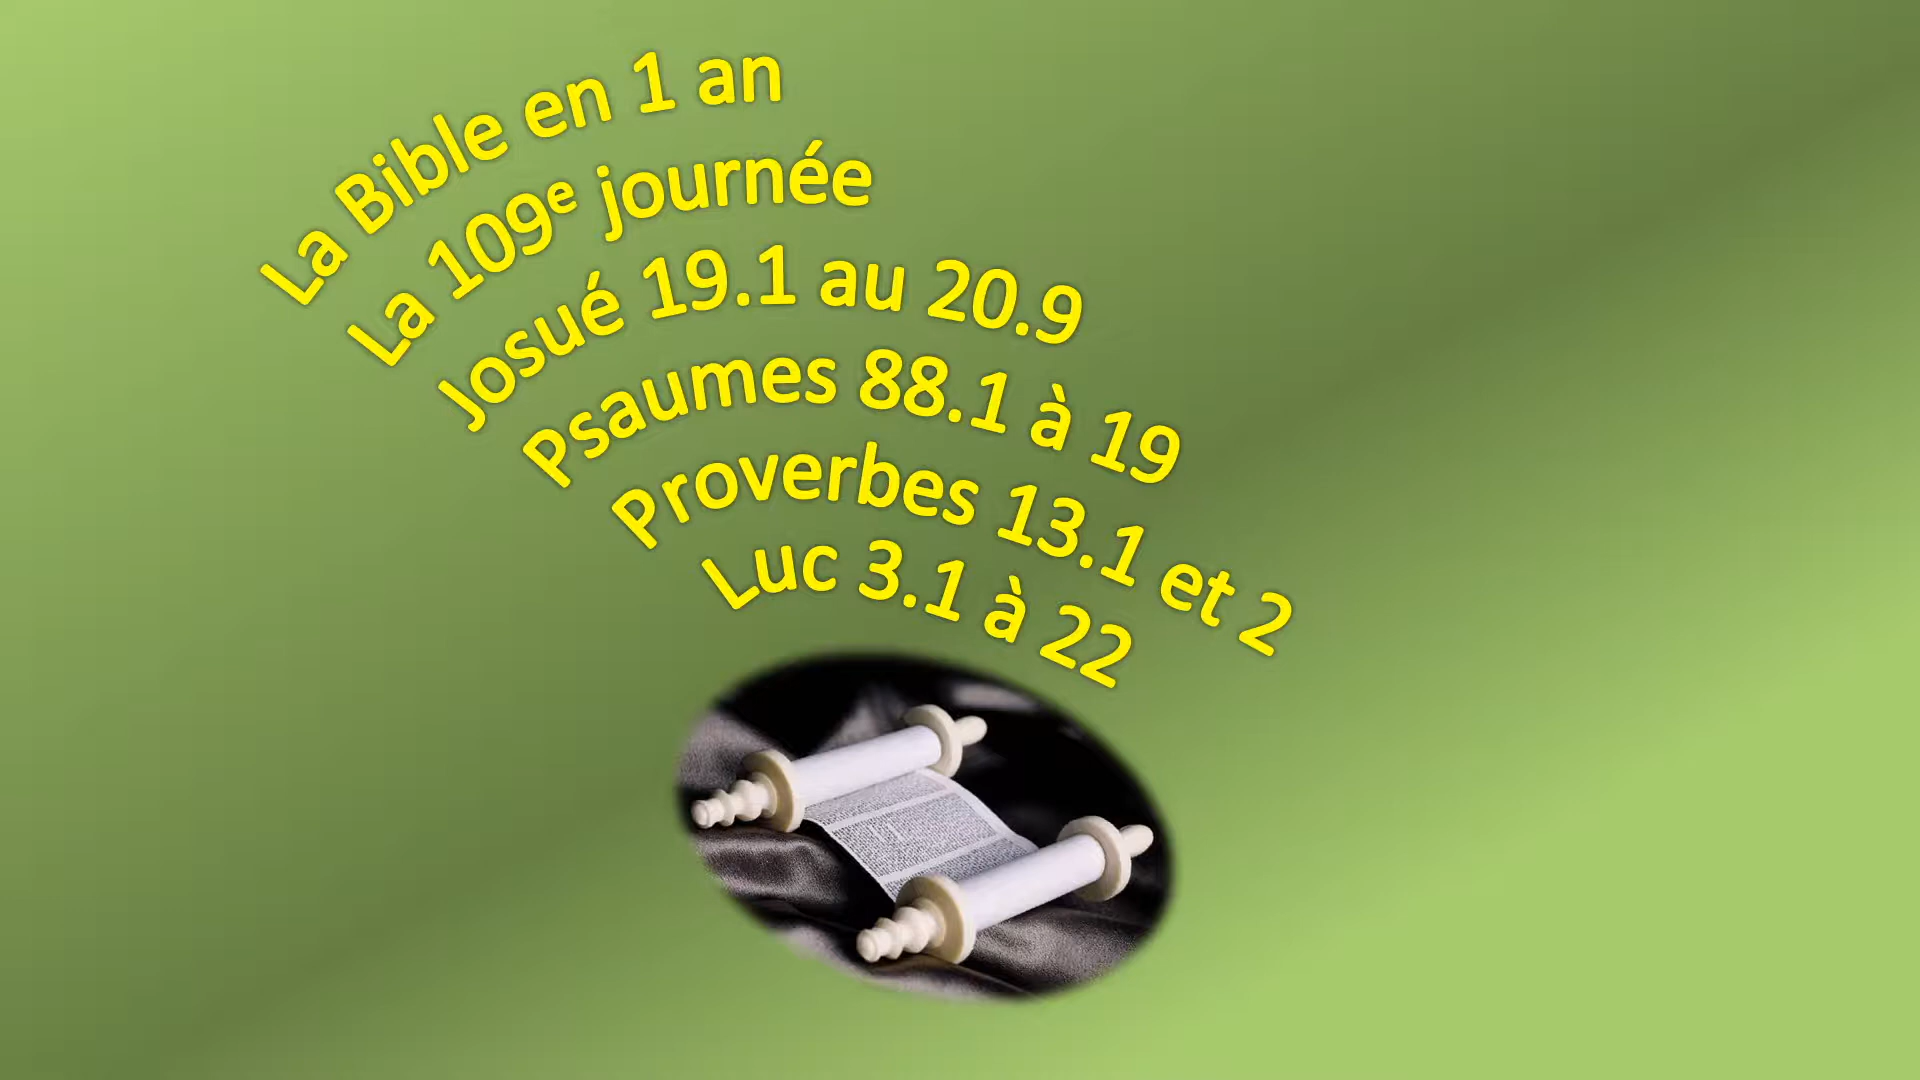 La Bible en 1 an
La 109e journée
Josué 19.1 au 20.9
Psaumes 88.1 à 19
Proverbes 13.1 et 2
Luc 3.1 à 22